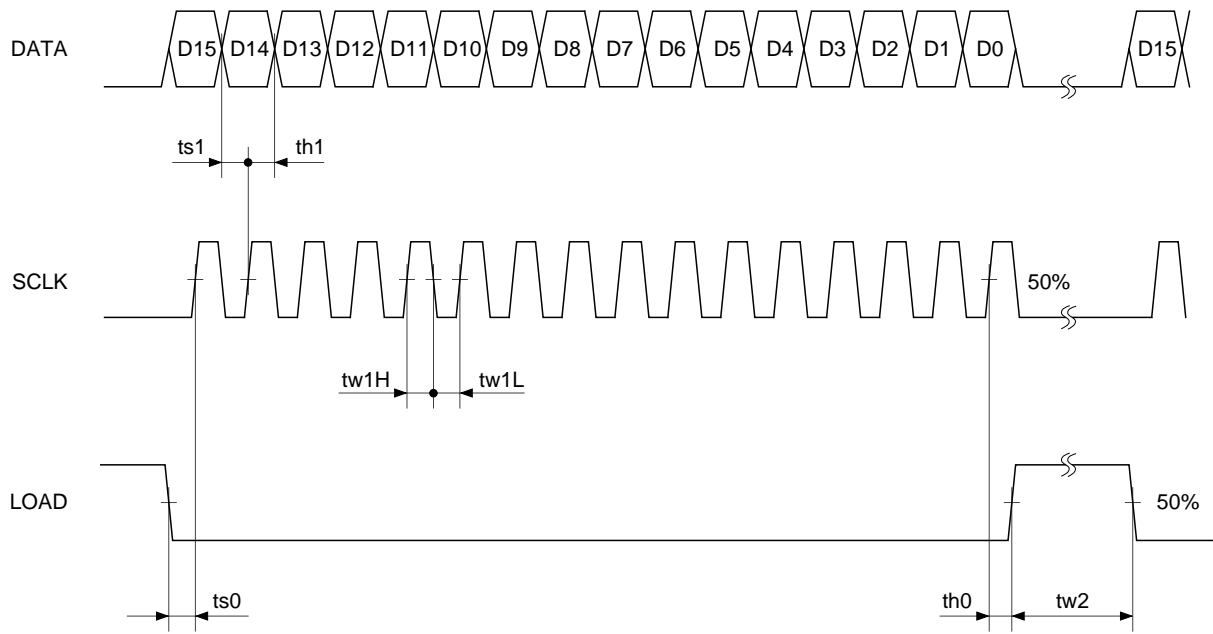 DATA D15 D14 D13 D12 D11 D10 D9 D8 D7 D6 D5 D4 D3 D2 D1 D0 D15
ts1 th1
SCLK 50%
tw1H tw1L
LOAD 50%
ts0 th0 tw2